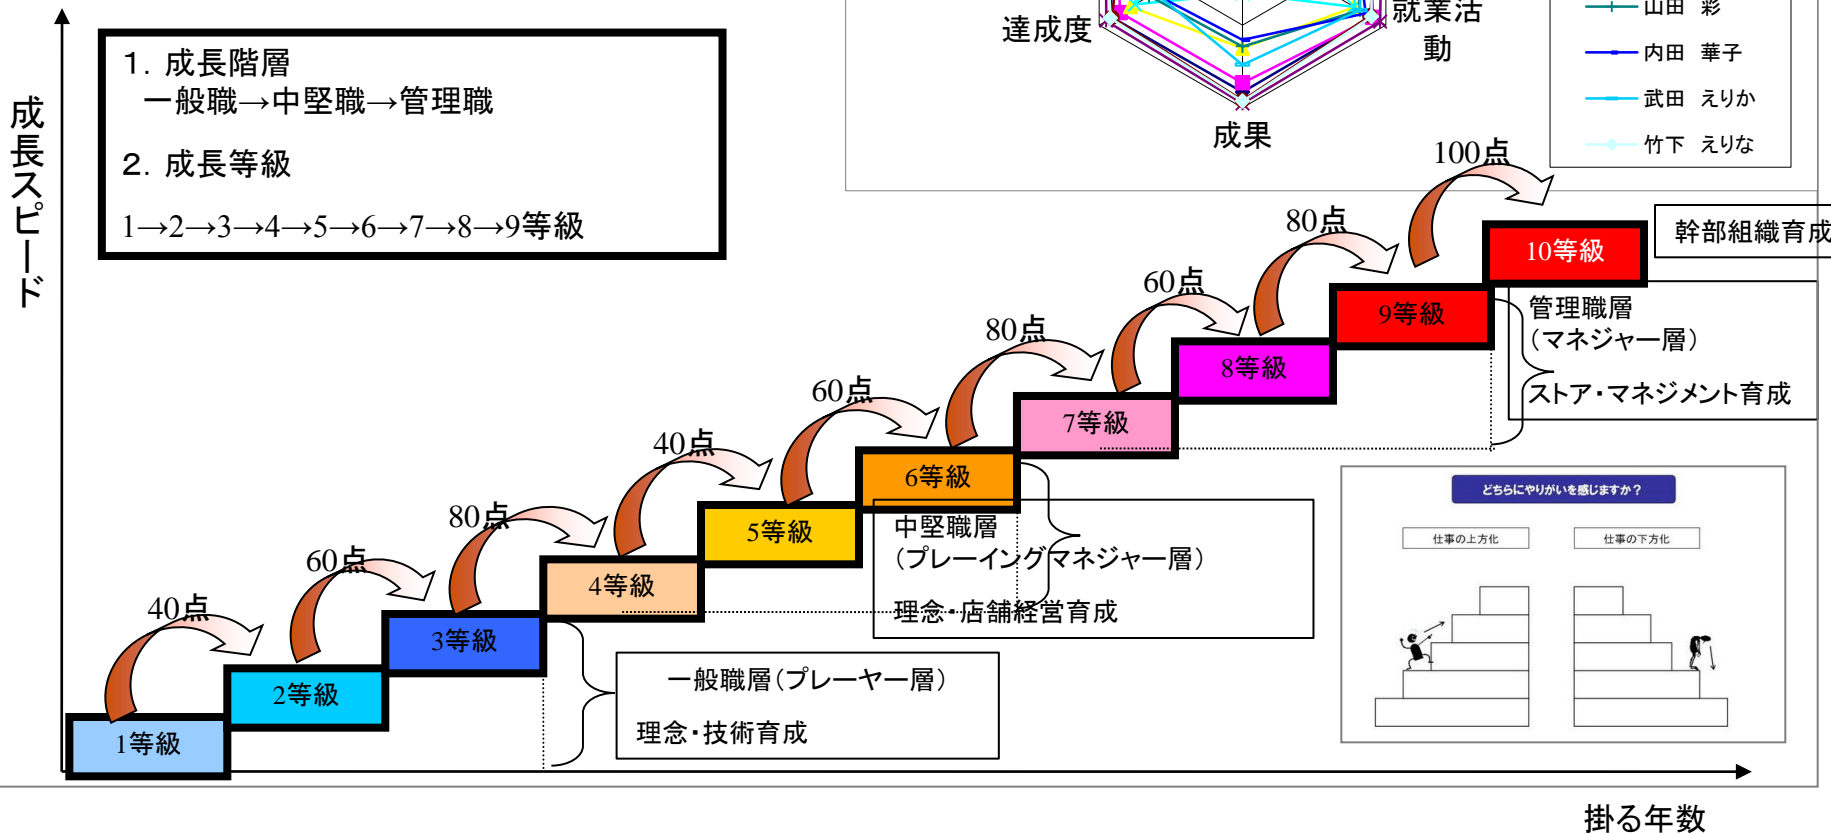 達成度
就業活
動
成果
山田 彩
内田 華子
武田 えりか
竹下 えりな
成長スピード
1. 成長階層
一般職→中堅職→管理職
2. 成長等級
1→2→3→4→5→6→7→8→9等級
40点
60点
80点
40点
60点
80点
60点
80点
100点
1等級
2等級
3等級
4等級
5等級
6等級
7等級
8等級
9等級
10等級
幹部組織育成
管理職層
(マネジャー層)
ストア・マネジメント育成
中堅職層
(プレーイングマネジャー層)
理念・店舗経営育成
一般職層(プレーヤー層)
理念・技術育成
どちらにやりがいを感じますか？
仕事の上方化
仕事の下方化
掛る年数